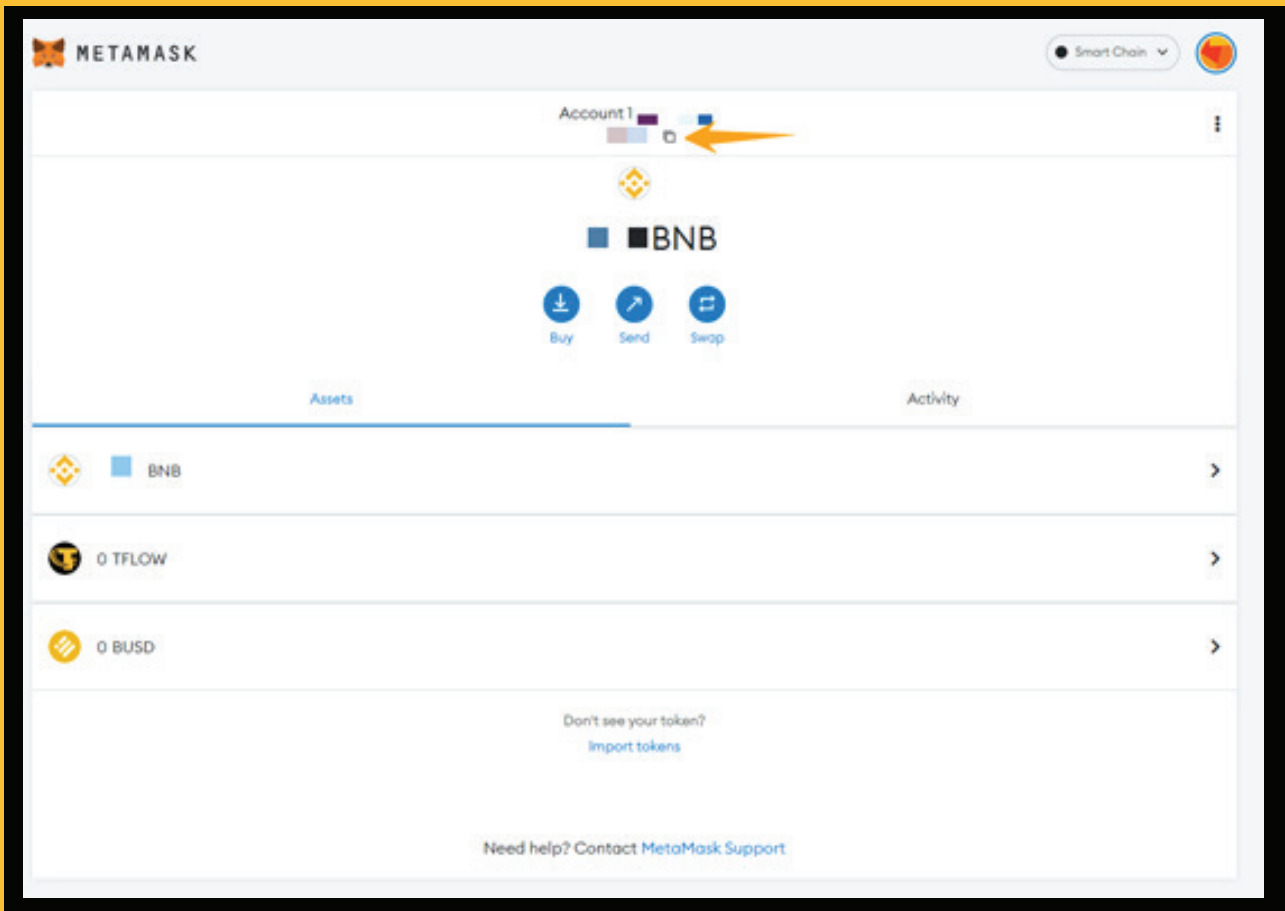 METAMASK
Smart Chain
Account 1
BNB
Buy
Send
Swap
Assets
Activity
BNB
0 TFLOW
0 BUSD
Don't see your token?
Import tokens
Need help? Contact MetaMask Support